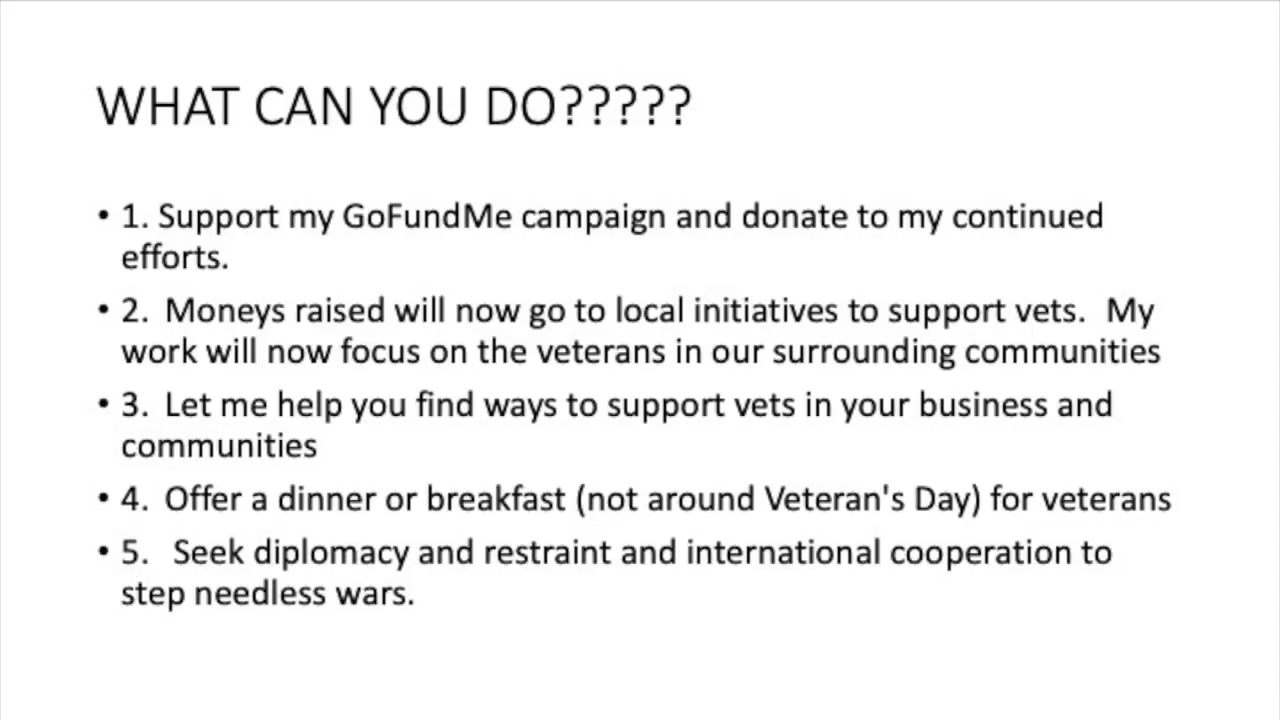 WHAT CAN YOU DO?????
• 1. Support my GoFundMe campaign and donate to my continued
efforts.
• 2.  Moneys raised will now go to local initiatives to support vets.   My
work will now focus on the veterans in our surrounding communities
• 3.  Let me help you find ways to support vets in your business and
communities
• 4.  Offer a dinner or breakfast (not around Veteran's Day) for veterans
• 5.   Seek diplomacy and restraint and international cooperation to
step needless wars.